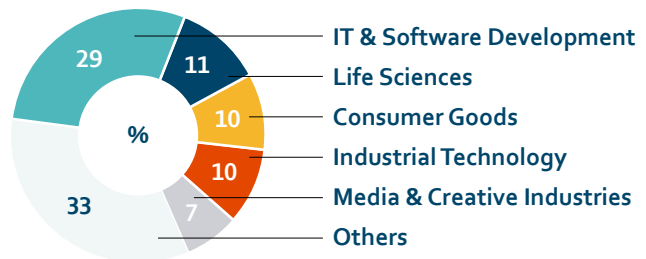 29
11
10
10
7
33
%
IT & Software Development
Life Sciences
Consumer Goods
Industrial Technology
Media & Creative Industries
Others